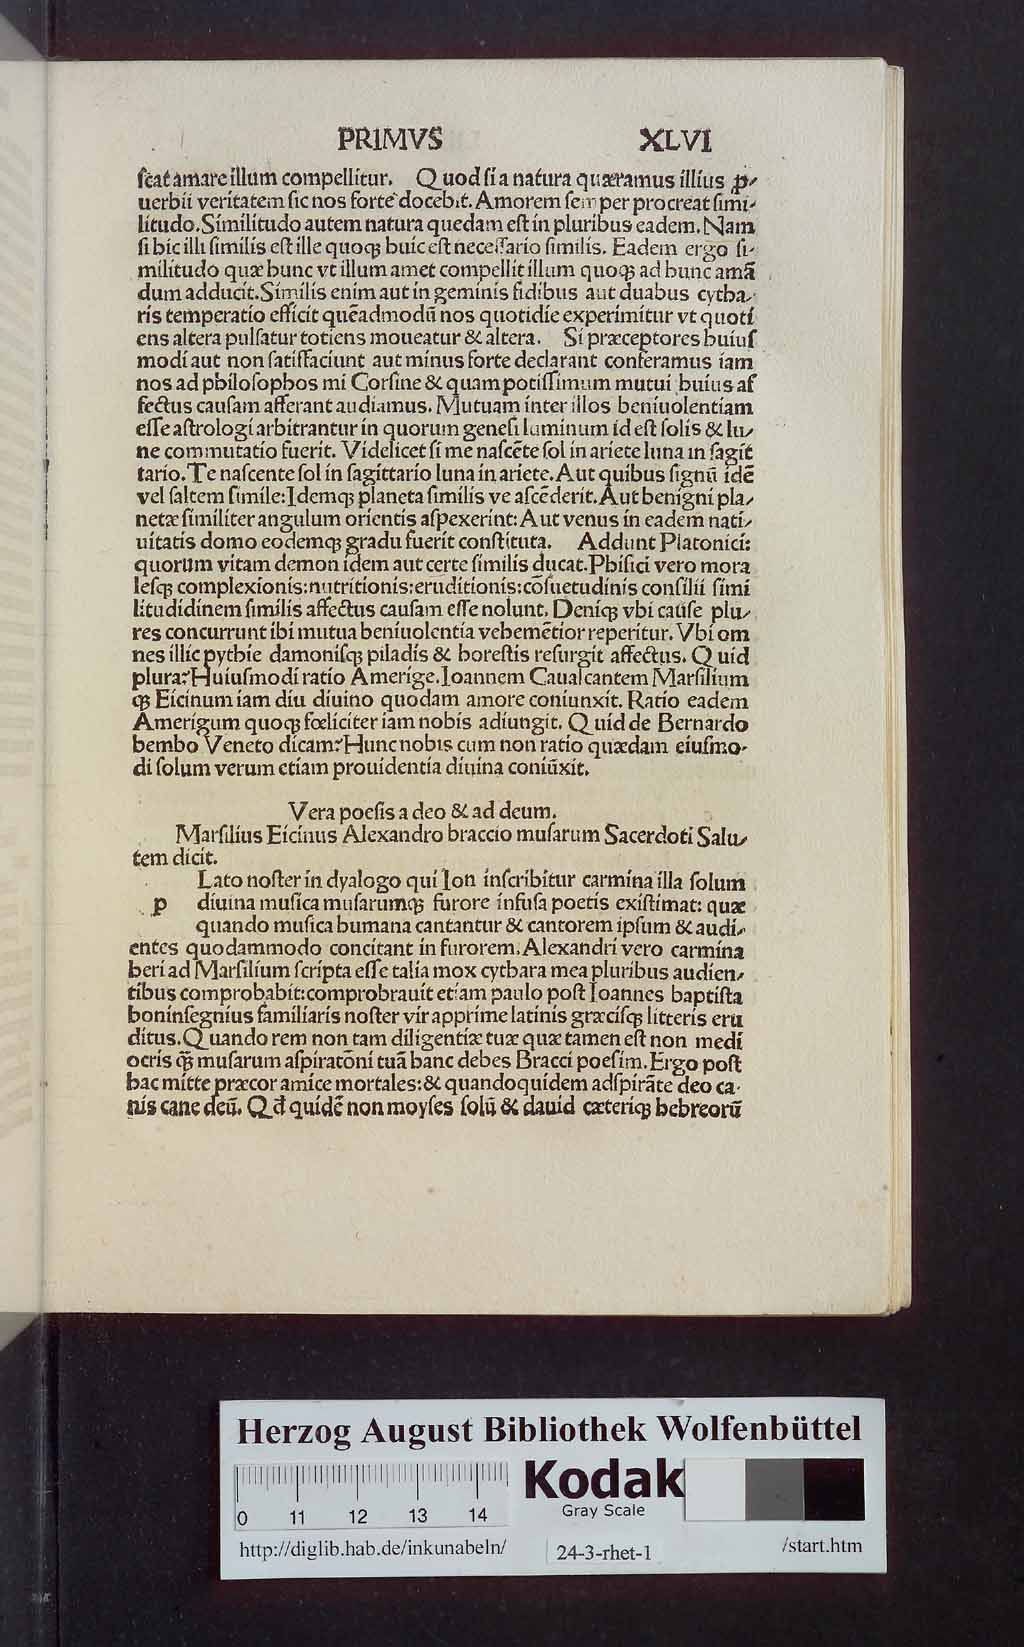 PRIMVS XLVI
ſcat amare illum compellitur. Quod ſi a natura quæramus illius ꝓ-
uerbii veritatem ſic nos forte docebit. Amorem ſemper procreat ſimi-
litudo. Similitudo autem natura quedam eſt in pluribus eadem. Nam
ſi hic illi ſimilis eſt ille quoqꝫ huic eſt neceſſario ſimilis. Eadem ergo ſi-
militudo quæ hunc vt illum amet compellit illum quoqꝫ ad hunc amā
dum adducit. Similis enim aut in geminis fidibus aut duabus cytha-
ris temperatio efficit quēadmodū nos quotidie experimitur vt quoti
ens altera pulſatur totiens moueatur & altera. Si præceptores huiuſ
modi aut non ſatiſfaciunt aut minus forte declarant conferamus iam
nos ad philoſophos mi Corſine & quam potiſſimum mutui huius aſ
fectus cauſam afferant audiamus. Mutuam inter illos beniuolentiam
eſſe aſtrologi arbitrantur in quorum geneſi luminum id eſt ſolis & lu-
ne commutatio fuerit. Videlicet ſi me naſcēte ſol in ariete luna in ſagit
tario. Te naſcente ſol in ſagittario luna in ariete. Aut quibus ſignū idē
vel ſaltem ſimile: Idemqꝫ planeta ſimilis ve aſcēderit. Aut benigni pla-
netæ ſimiliter angulum orientis aſpexerint: Aut venus in eadem nati-
uitatis domo eodemqꝫ gradu fuerit conſtituta. Addunt Platonici:
quorum vitam demon idem aut certe ſimilis ducat. Phiſici vero mora
leſqꝫ complexionis: nutritionis: eruditionis: cōſuetudinis conſilii ſimi
litudidinem ſimilis affectus cauſam eſſe nolunt. Deniqꝫ vbi cauſe plu-
res concurrunt ibi mutua beniuolentia vehemētior reperitur. Vbi om
nes illic pythie damoniſqꝫ piladis & horeſtis reſurgit affectus. Quid
plura? Huiuſmodi ratio Amerige. Ioannem Caualcantem Marſilium
qꝫ Ficinum iam diu diuino quodam amore coniunxit. Ratio eadem
Amerigum quoqꝫ fœliciter iam nobis adiungit. Quid de Bernardo
bembo Veneto dicam? Hunc nobis cum non ratio quædam eiuſmo-
di ſolum verum etiam prouidentia diuina coniūxit.
Vera poeſis a deo & ad deum.
Marſilius Ficinus Alexandro braccio muſarum Sacerdoti Salu-
tem dicit.
Lato noſter in dyalogo qui Ion inſcribitur carmina illa ſolum
p diuina muſica muſarumqꝫ furore infuſa poetis exiſtimat: quæ
quando muſica humana cantantur & cantorem ipſum & audi-
entes quodammodo concitant in furorem. Alexandri vero carmina
heri ad Marſilium ſcripta eſſe talia mox cythara mea pluribus audien-
tibus comprobabit: comprobrauit etiam paulo poſt Ioannes baptiſta
boninſegnius familiaris noſter vir apprime latinis græciſqꝫ litteris eru
ditus. Quando rem non tam diligentiæ tuæ quæ tamen eſt non medi
ocris q̄ꝫ muſarum aſpiratōni tuā hanc debes Bracci poeſim. Ergo poſt
hac mitte præcor amice mortales: & quandoquidem adſpirāte deo ca-
nis cane deū. Qđ quidē non moyſes ſolū & dauid cæteriqꝫ hebreorū
Herzog August Bibliothek Wolfenbüttel
0 11 12 13 14
Kodak
Gray Scale
http://diglib.hab.de/inkunabeln/ 24-3-rhet-1 /start.htm